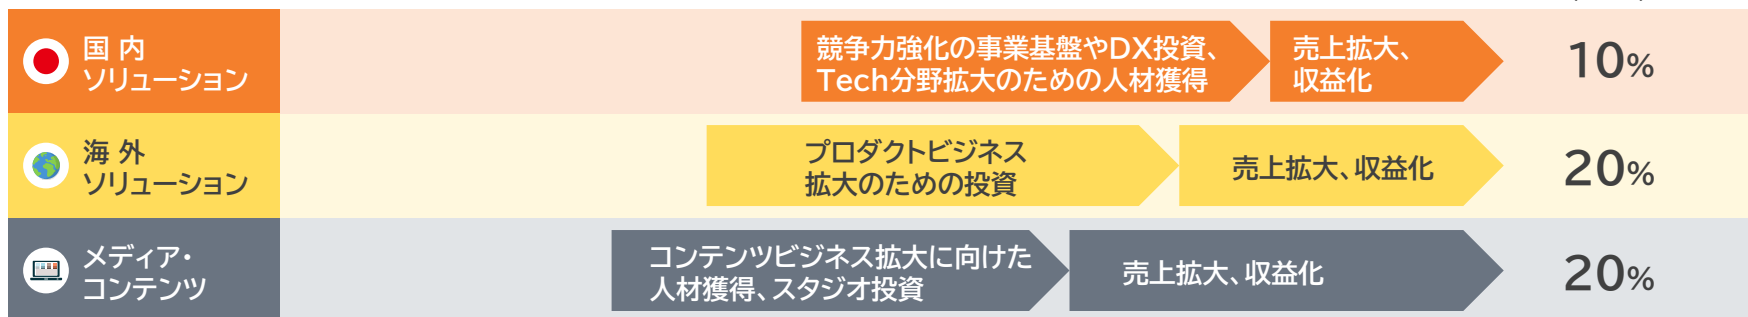 国 内
ソリューション
競争力強化の事業基盤やDX投資、
Tech分野拡大のための人材獲得
売上拡大、
収益化
10%
海 外
ソリューション
プロダクトビジネス
拡大のための投資
売上拡大、収益化
20%
メディア・
コンテンツ
コンテンツビジネス拡大に向けた
人材獲得、スタジオ投資
売上拡大、収益化
20%